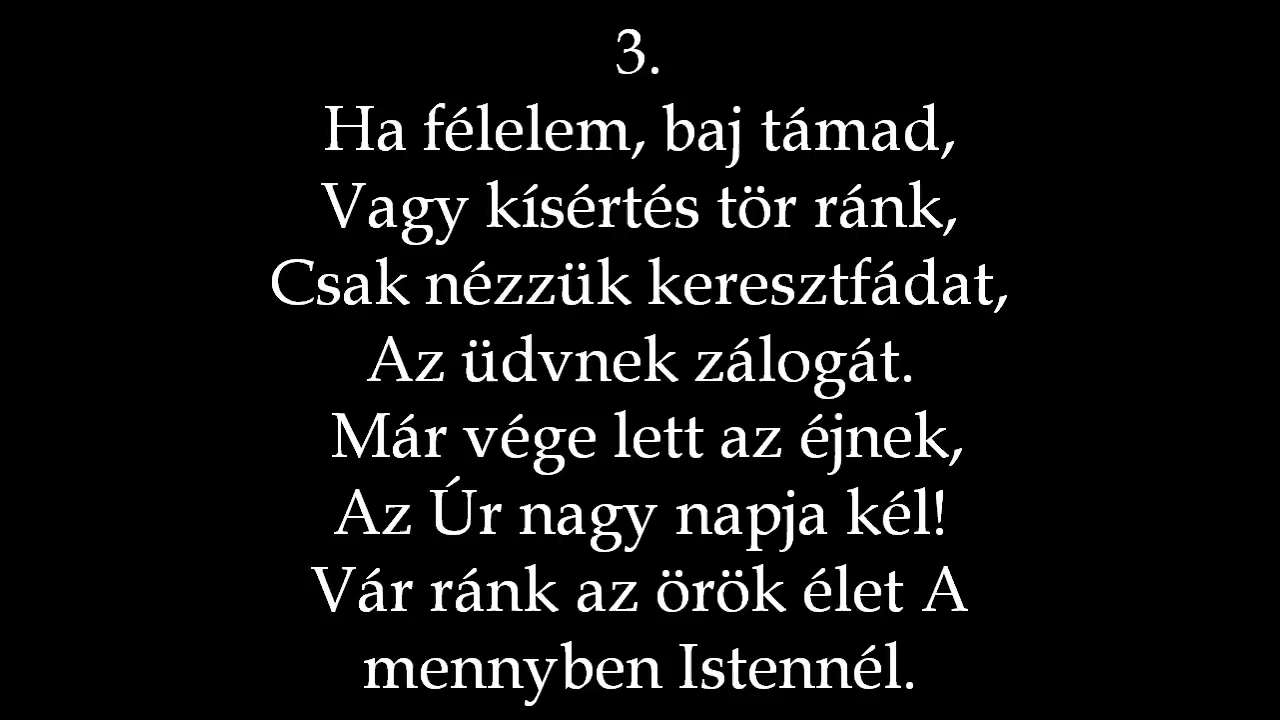 3.
Ha félelem, baj támad,
Vagy kísértés tör ránk,
Csak nézzük keresztfádat,
Az üdvnek zálogát.
Már vége lett az éjnek,
Az Úr nagy napja kél!
Vár ránk az örök élet A
mennyben Istennél.